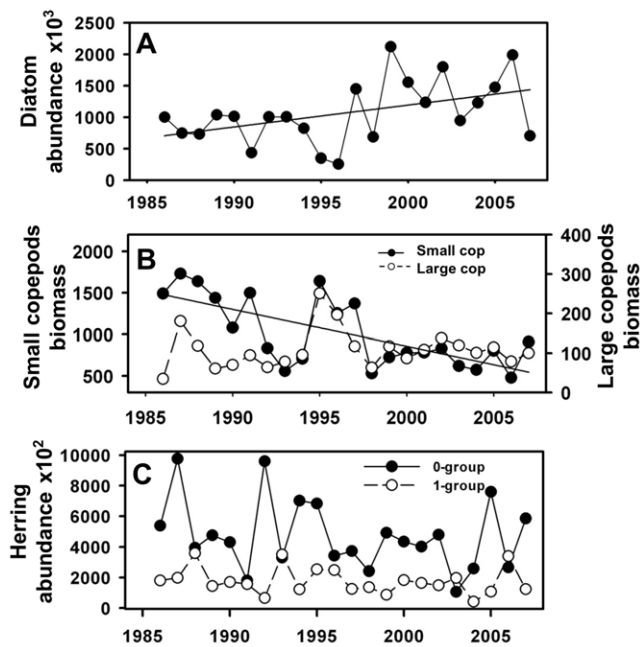 A
Diatom
abundance x10³
2500
2000
1500
1000
500
0
1985 1990 1995 2000 2005
B
Small copepods
biomass
2000
1500
1000
500
Small cop
Large cop
400
300
200
100
0
Large copepods
biomass
1985 1990 1995 2000 2005
C
Herring
abundance x10²
10000
8000
6000
4000
2000
0
0-group
1-group
1985 1990 1995 2000 2005